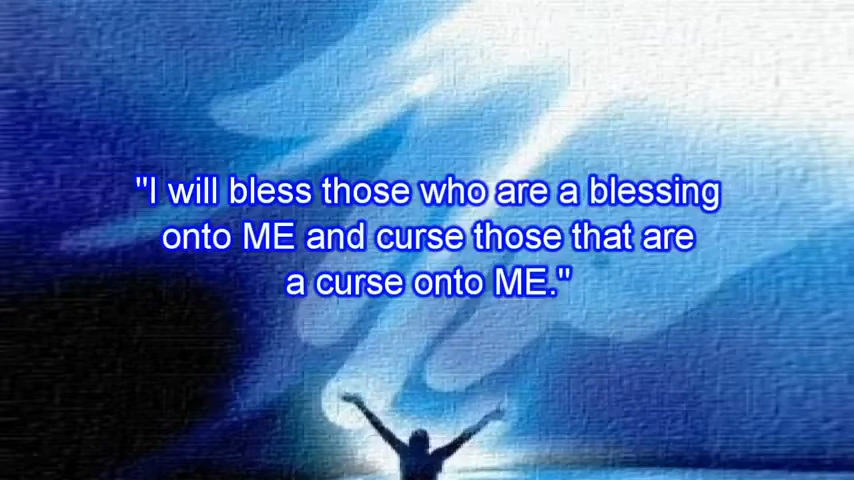 "I will bless those who are a blessing
onto ME and curse those that are
a curse onto ME."